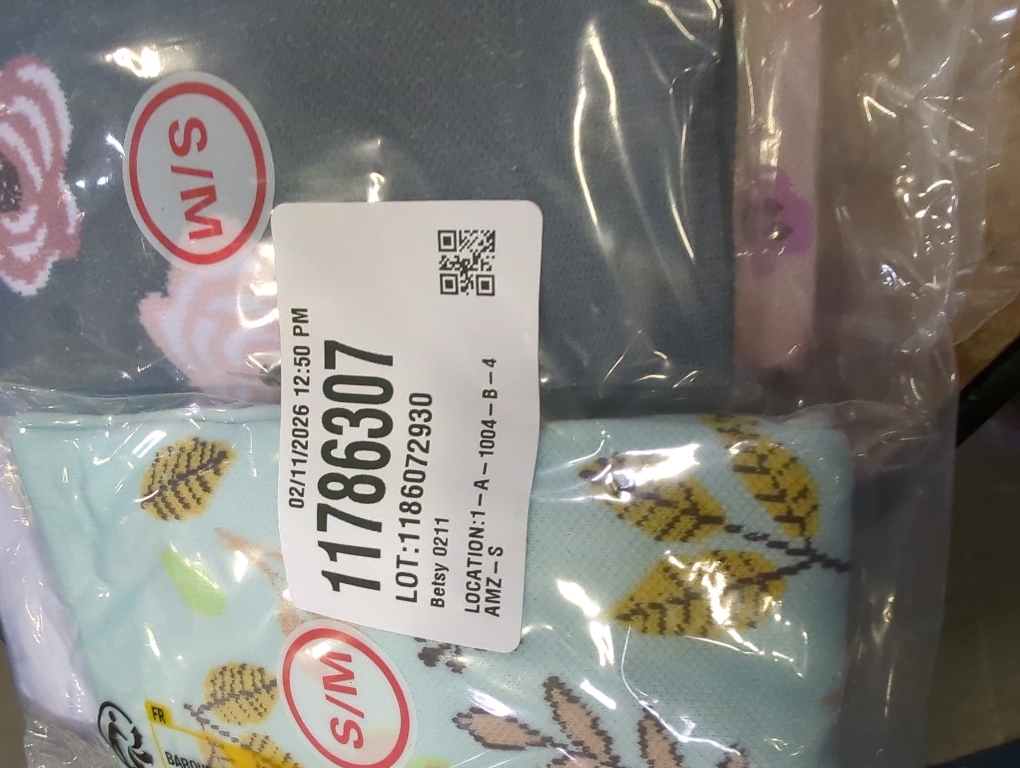 S/M
02/11/2026 12:50 PM
11786307
LOT:1186072930
Betsy 0211
LOCATION:1-A-1004-B-4
AMZ-S
S/M
FR